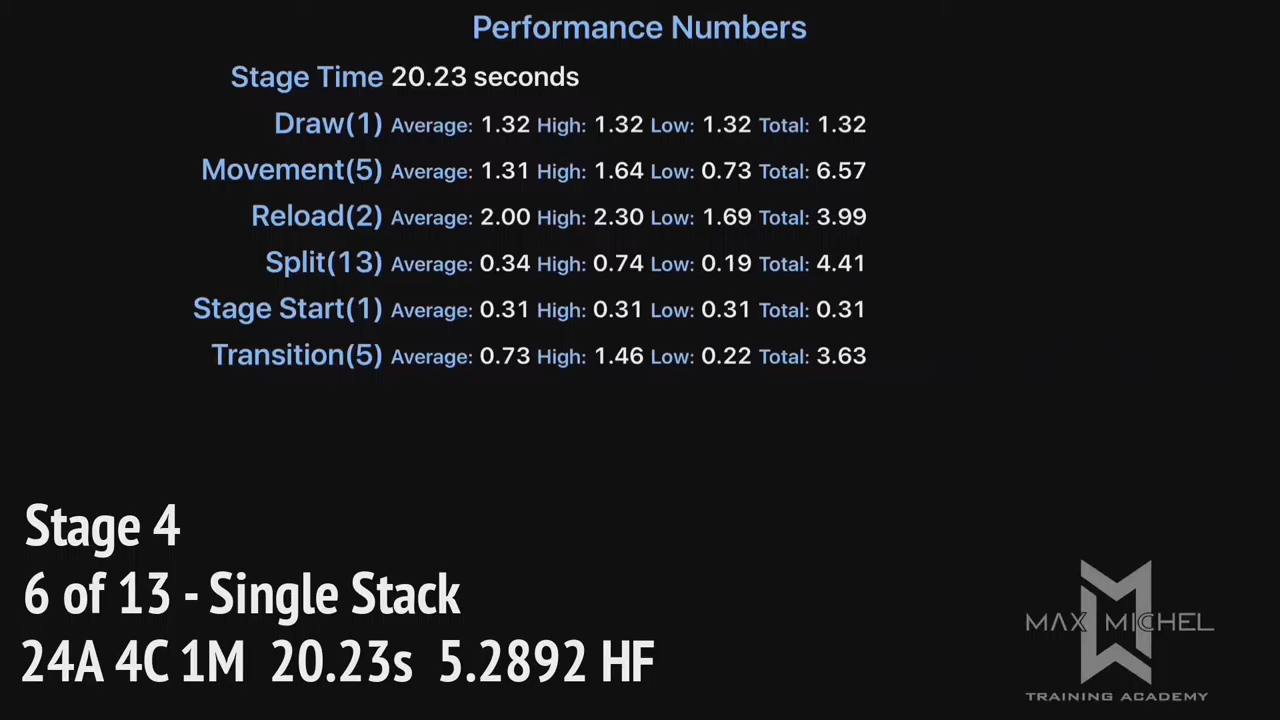 Performance Numbers
Stage Time 20.23 seconds
Draw(1) Average: 1.32 High: 1.32 Low: 1.32 Total: 1.32
Movement(5) Average: 1.31 High: 1.64 Low: 0.73 Total: 6.57
Reload(2) Average: 2.00 High: 2.30 Low: 1.69 Total: 3.99
Split(13) Average: 0.34 High: 0.74 Low: 0.19 Total: 4.41
Stage Start(1) Average: 0.31 High: 0.31 Low: 0.31 Total: 0.31
Transition(5) Average: 0.73 High: 1.46 Low: 0.22 Total: 3.63
Stage 4
6 of 13 - Single Stack
24A 4C 1M 20.23s 5.2892 HF
MAX MICHEL
TRAINING ACADEMY